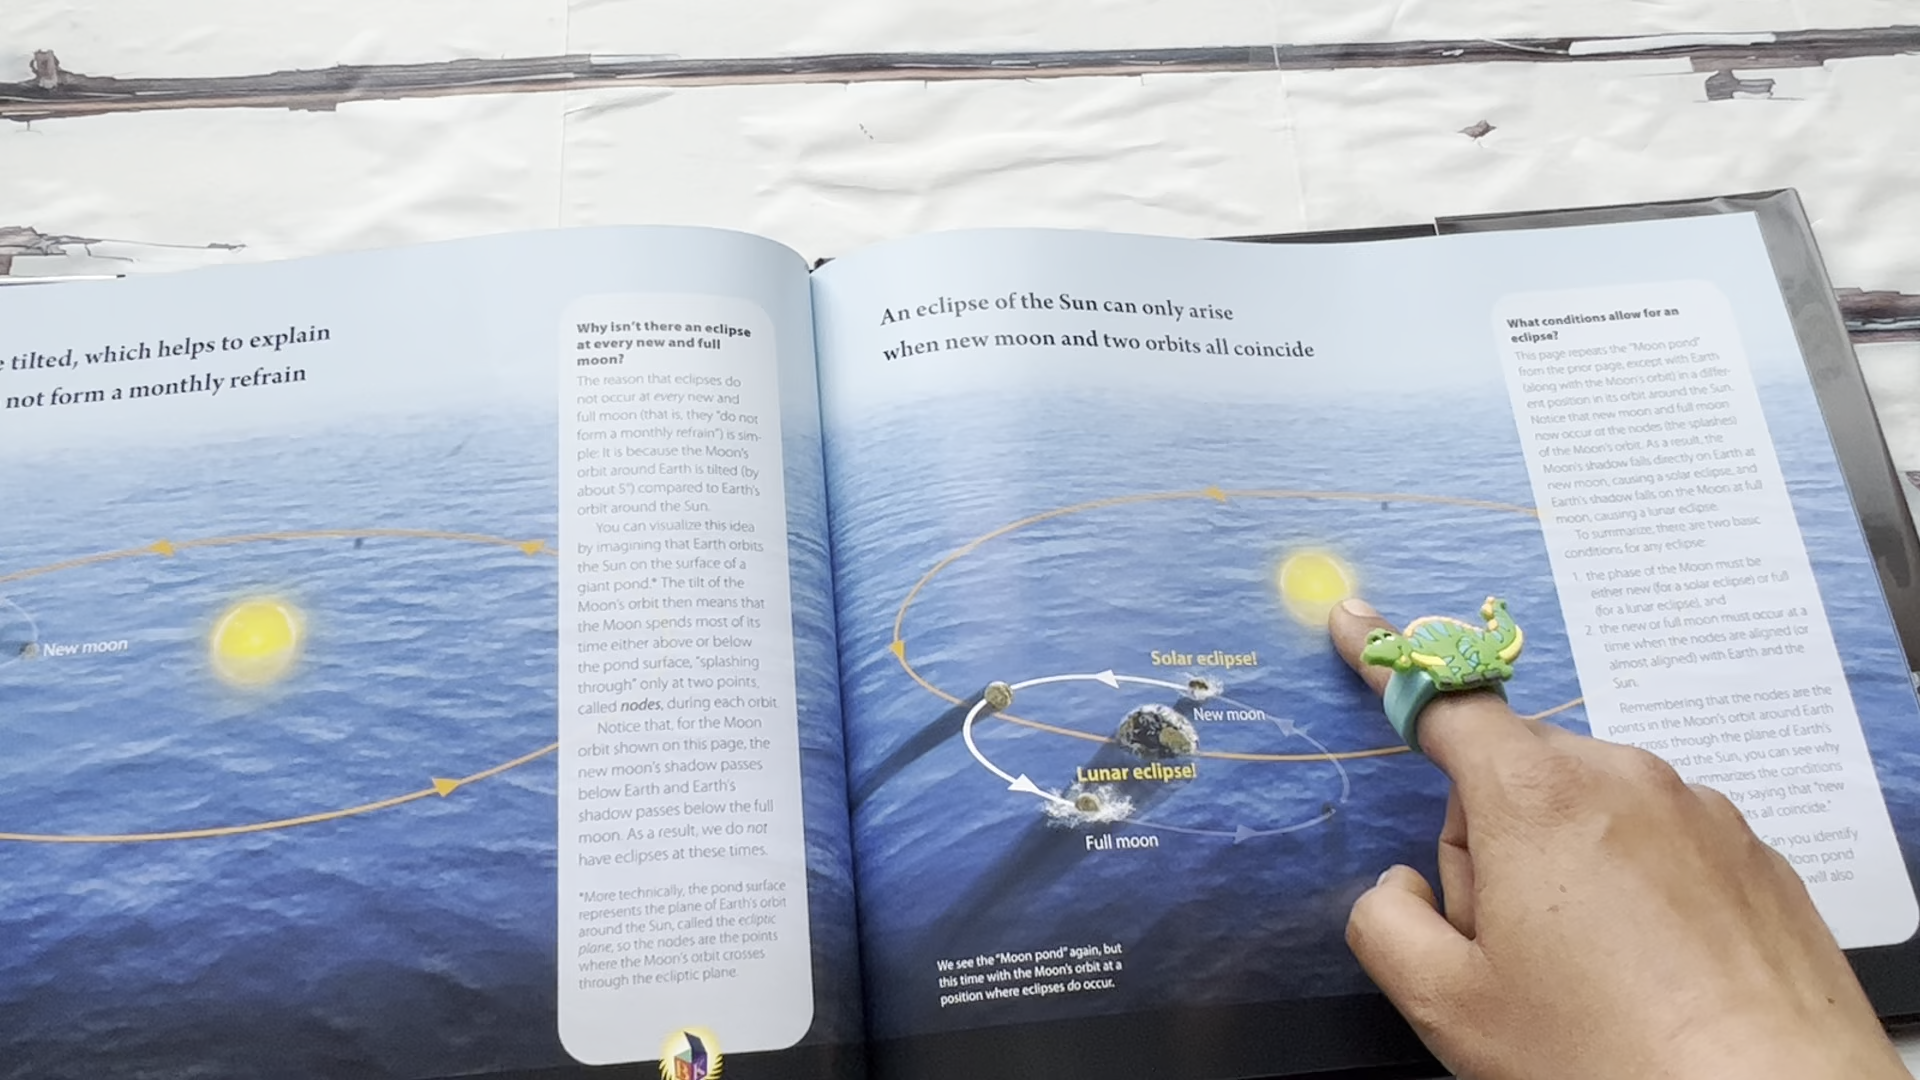 e tilted, which helps to explain
not form a monthly refrain
New moon
Why isn't there an eclipse
at every new and full
moon?
The reason that eclipses do
not occur at every new and
full moon (that is, they "do not
form a monthly refrain") is sim-
ple: It is because the Moon's
orbit around Earth is tilted (by
about 5°) compared to Earth's
orbit around the Sun.
You can visualize this idea
by imagining that Earth orbits
the Sun on the surface of a
giant pond.* The tilt of the
Moon's orbit then means that
the Moon spends most of its
time either above or below
the pond surface, "splashing
through" only at two points,
called nodes, during each orbit.
Notice that, for the Moon
orbit shown on this page, the
new moon's shadow passes
below Earth and Earth's
shadow passes below the full
moon. As a result, we do not
have eclipses at these times.
*More technically, the pond surface
represents the plane of Earth's orbit
around the Sun, called the ecliptic
plane, so the nodes are the points
where the Moon's orbit crosses
through the ecliptic plane.
An eclipse of the Sun can only arise
when new moon and two orbits all coincide
Solar eclipse!
New moon
Lunar eclipse!
Full moon
We see the "Moon pond" again, but
this time with the Moon's orbit at a
position where eclipses do occur.
What conditions allow for an
eclipse?
This page repeats the "Moon pond"
from the prior page, except with Earth
(along with the Moon's orbit) in a differ-
ent position in its orbit around the Sun.
Notice that new moon and full moon
now occur at the nodes (the splashes)
of the Moon's orbit. As a result, the
Moon's shadow falls directly on Earth at
new moon, causing a solar eclipse, and
Earth's shadow falls on the Moon at full
moon, causing a lunar eclipse.
To summarize, there are two basic
conditions for any eclipse:
1. the phase of the Moon must be
either new (for a solar eclipse) or full
(for a lunar eclipse), and
2. the new or full moon must occur at a
time when the nodes are aligned (or
almost aligned) with Earth and the
Sun.
Remembering that the nodes are the
points in the Moon's orbit around Earth
cross through the plane of Earth's
und the Sun, you can see why
ummarizes the conditions
by saying that "new
its all coincide."
Can you identify
Moon pond
will also